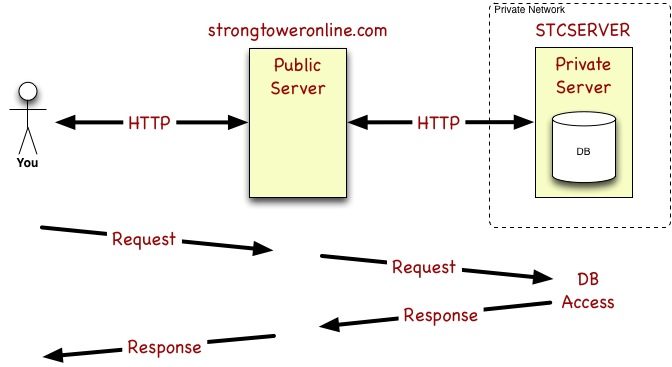 Private Network
strongtoweronline.com
STCSERVER
Public
Server
Private
Server
HTTP
HTTP
DB
You
Request
Request
DB
Access
Response
Response